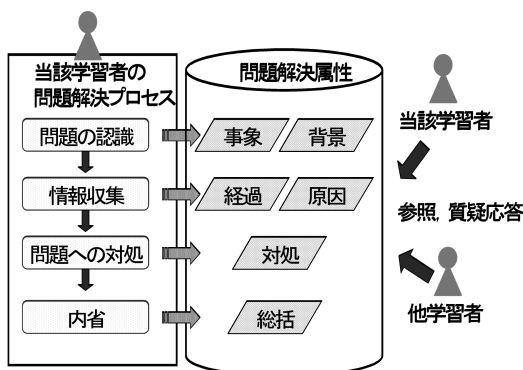 当該学習者の
問題解決プロセス
問題の認識
情報収集
問題への対処
内省
問題解決属性
事象 背景
経過 原因
対処
総括
当該学習者
参照, 質疑応答
他学習者